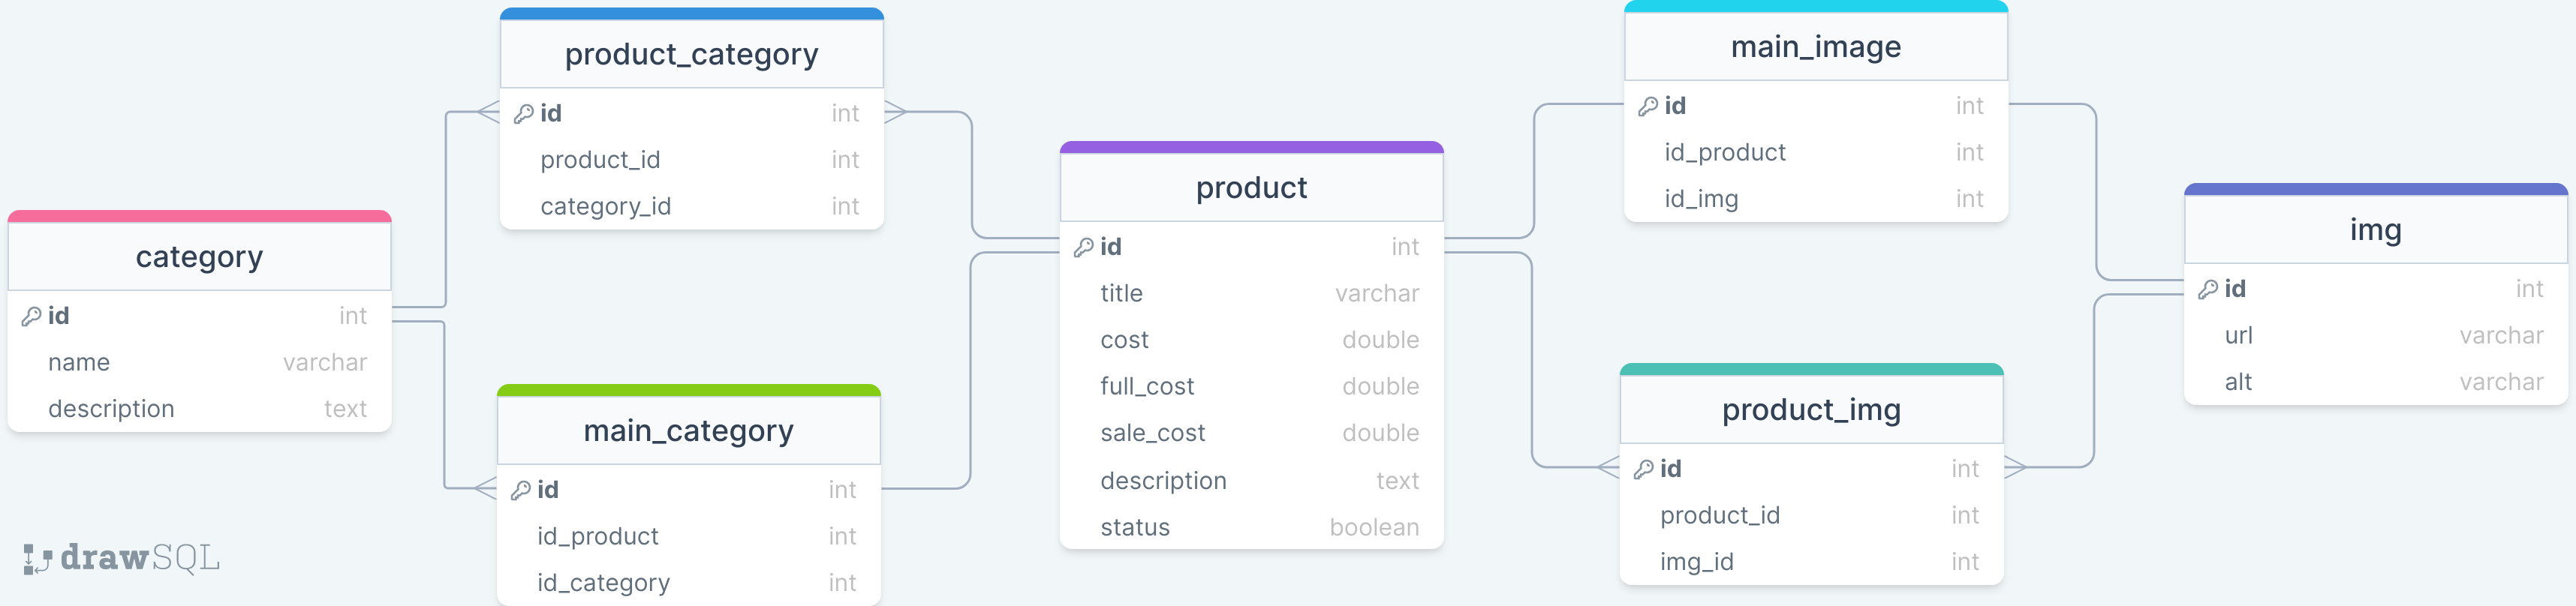 product_category
id int
product_id int
category_id int
category
id int
name varchar
description text
main_category
id int
id_product int
id_category int
product
id int
title varchar
cost double
full_cost double
sale_cost double
description text
status boolean
main_image
id int
id_product int
id_img int
product_img
id int
product_id int
img_id int
img
id int
url varchar
alt varchar
drawSQL